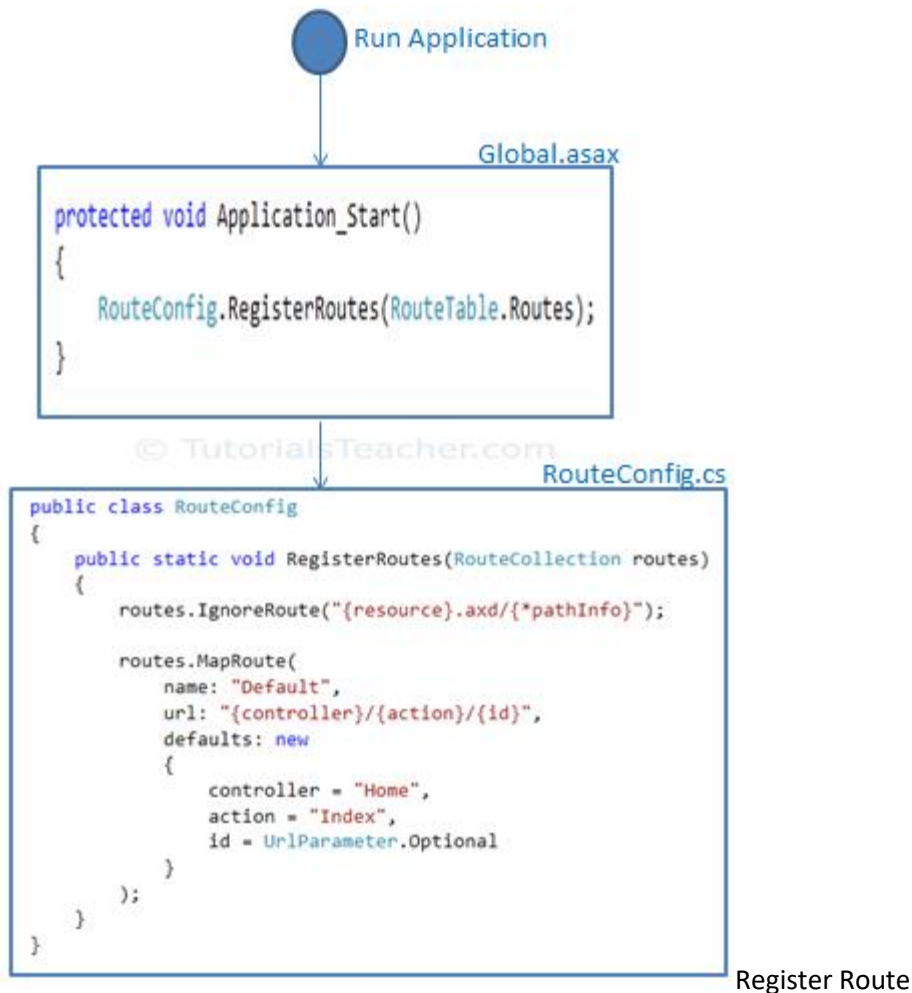 Run Application
Global.asax
protected void Application_Start()
{
RouteConfig.RegisterRoutes(RouteTable.Routes);
}
© TutorialsTeacher.com
RouteConfig.cs
public class RouteConfig
{
public static void RegisterRoutes(RouteCollection routes)
{
routes.IgnoreRoute("{resource}.axd/{*pathInfo}");
routes.MapRoute(
name: "Default",
url: "{controller}/{action}/{id}",
defaults: new
{
controller = "Home",
action = "Index",
id = UrlParameter.Optional
}
);
}
}
Register Route